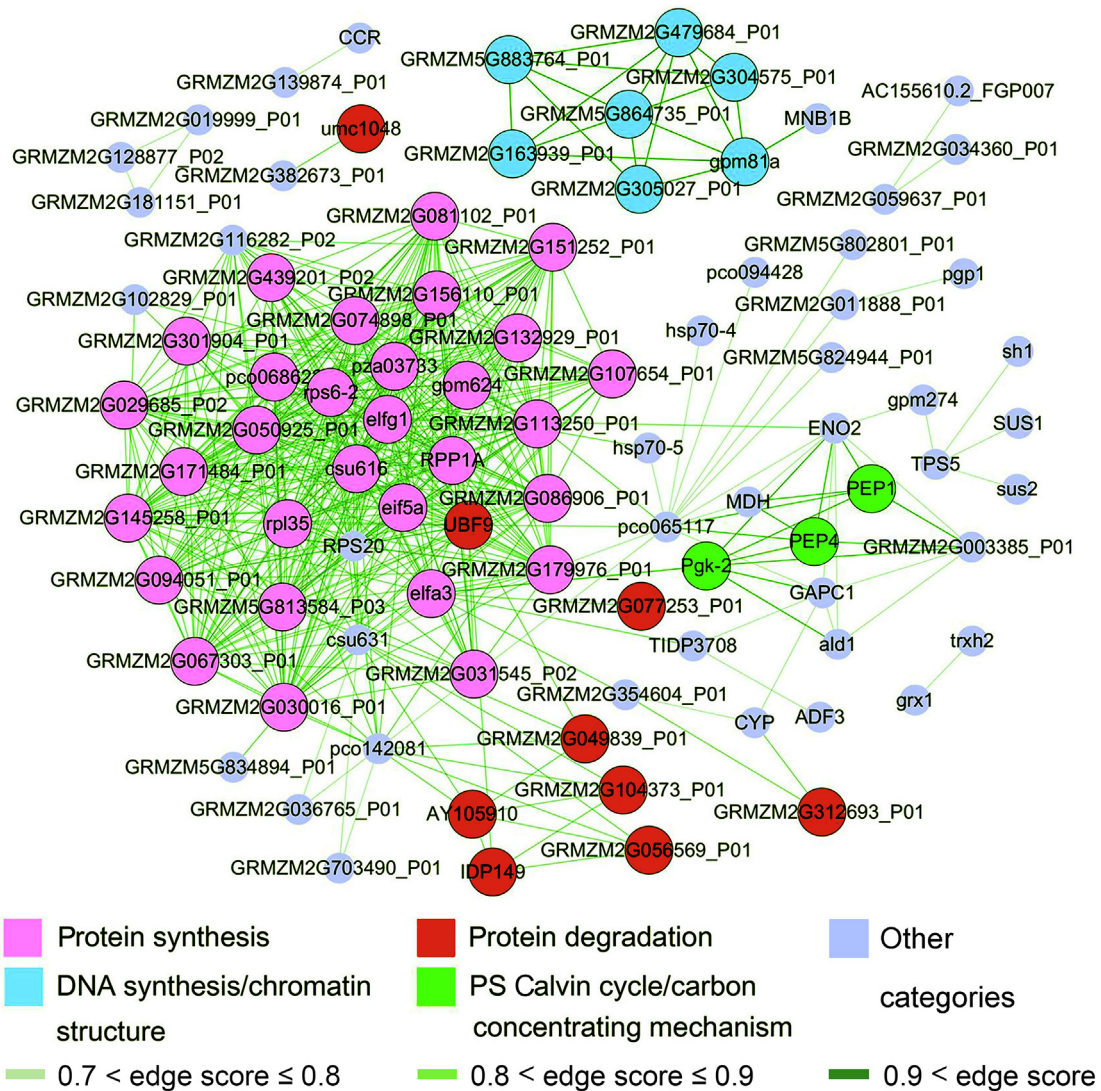 CCR
GRMZM2G479684_P01
GRMZM5G883764_P01
GRMZM2G139874_P01
GRMZM2G304575_P01
AC155610.2_FGP007
GRMZM2G019999_P01
umc1048
GRMZM5G864735_P01
MNB1B
GRMZM2G128877_P02
GRMZM2G163939_P01
gpm81a
GRMZM2G034360_P01
GRMZM2G382673_P01
GRMZM2G305027_P01
GRMZM2G181151_P01
GRMZM2G059637_P01
GRMZM2G081102_P01
GRMZM2G116282_P02
GRMZM2G151252_P01
GRMZM5G802801_P01
GRMZM2G439201_P02
pco094428
pgp1
GRMZM2G102829_P01
GRMZM2G156110_P01
GRMZM2G011888_P01
GRMZM2G074898_P01
GRMZM2G301904_P01
GRMZM2G132929_P01
hsp70-4
GRMZM5G824944_P01
sh1
pza03733
GRMZM2G107654_P01
rps6-2
gpm624
GRMZM2G029685_P02
gpm274
elfg1
GRMZM2G050925_P01
GRMZM2G113250_P01
ENO2
SUS1
hsp70-5
GRMZM2G171484_P01
csu616
RPP1A
TPS5
sus2
PEP1
GRMZM2G086906_P01
MDH
eif5a
GRMZM2G145258_P01
rpl35
UBF9
pco065117
RPS20
PEP4
GRMZM2G003385_P01
GRMZM2G179976_P01
Pgk-2
GRMZM2G094051_P01
elfa3
GAPC1
GRMZM5G813584_P03
GRMZM2G077253_P01
csu631
TIDP3708
ald1
trxh2
GRMZM2G067303_P01
GRMZM2G031545_P02
GRMZM2G354604_P01
grx1
GRMZM2G030016_P01
CYP
ADF3
pco142081
GRMZM2G049839_P01
GRMZM5G834894_P01
GRMZM2G104373_P01
GRMZM2G036765_P01
AY105910
GRMZM2G312693_P01
GRMZM2G056569_P01
GRMZM2G703490_P01
IDP149
Protein synthesis
Protein degradation
Other
categories
DNA synthesis/chromatin
structure
PS Calvin cycle/carbon
concentrating mechanism
0.7 < edge score ≤ 0.8
0.8 < edge score ≤ 0.9
0.9 < edge score